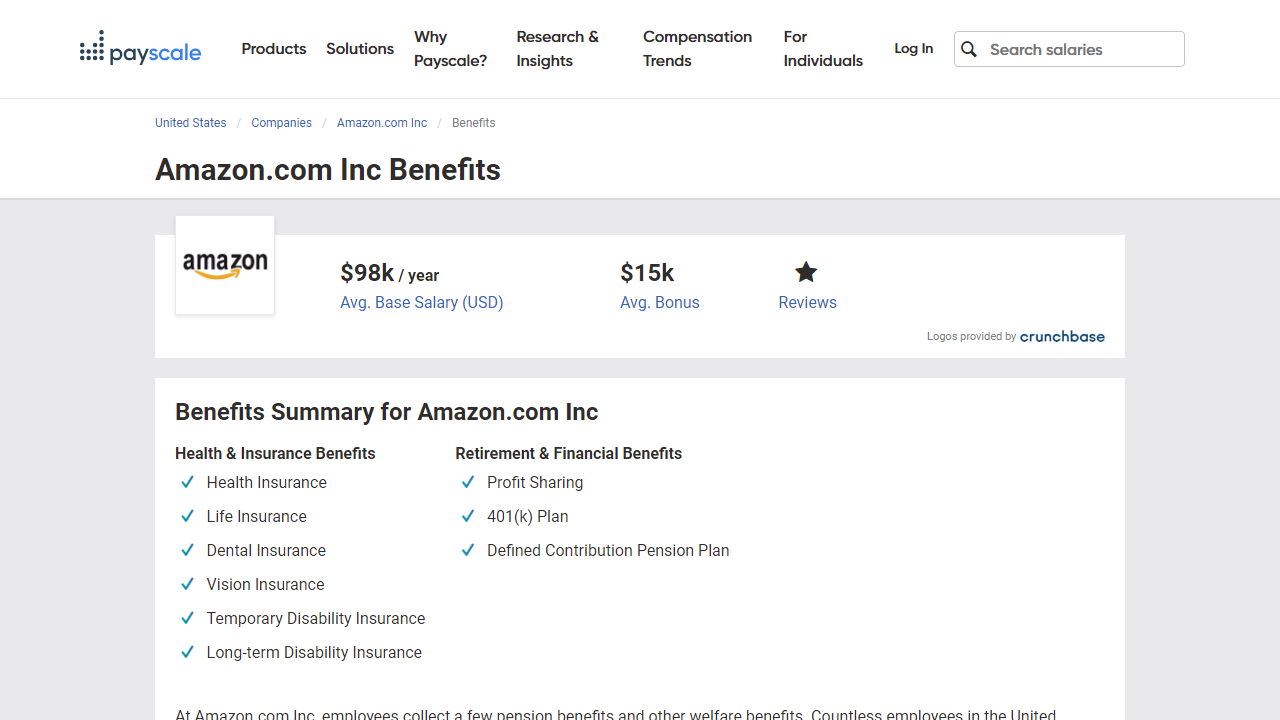 payscale
Products
Solutions
Why
Payscale?
Research &
Insights
Compensation
Trends
For
Individuals
Log In
Search salaries
United States / Companies / Amazon.com Inc / Benefits
Amazon.com Inc Benefits
amazon
$98k / year
Avg. Base Salary (USD)
$15k
Avg. Bonus
Reviews
Logos provided by crunchbase
Benefits Summary for Amazon.com Inc
Health & Insurance Benefits
Health Insurance
Life Insurance
Dental Insurance
Vision Insurance
Temporary Disability Insurance
Long-term Disability Insurance
Retirement & Financial Benefits
Profit Sharing
401(k) Plan
Defined Contribution Pension Plan
At Amazon.com Inc, employees collect a few pension benefits and other welfare benefits. Countless employees in the United